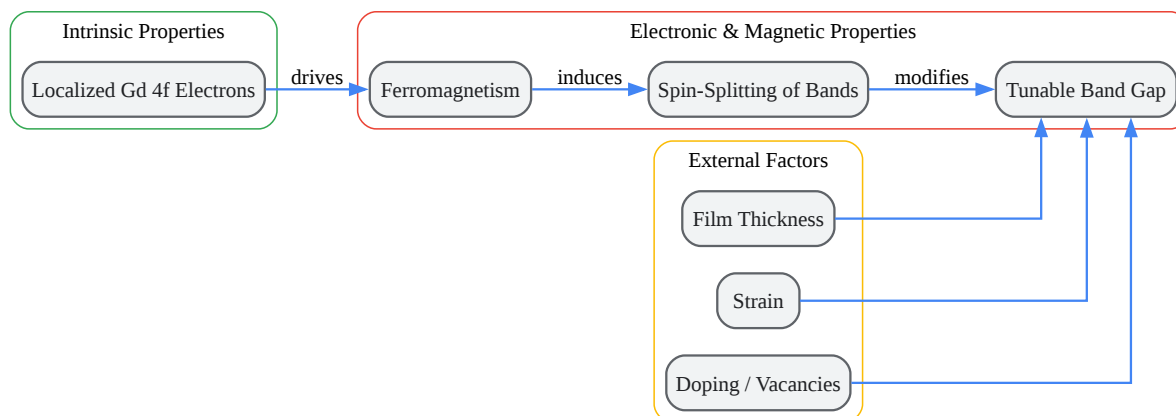 Intrinsic Properties
Electronic & Magnetic Properties
Localized Gd 4f Electrons
drives
Ferromagnetism
induces
Spin-Splitting of Bands
modifies
Tunable Band Gap
External Factors
Film Thickness
Strain
Doping / Vacancies